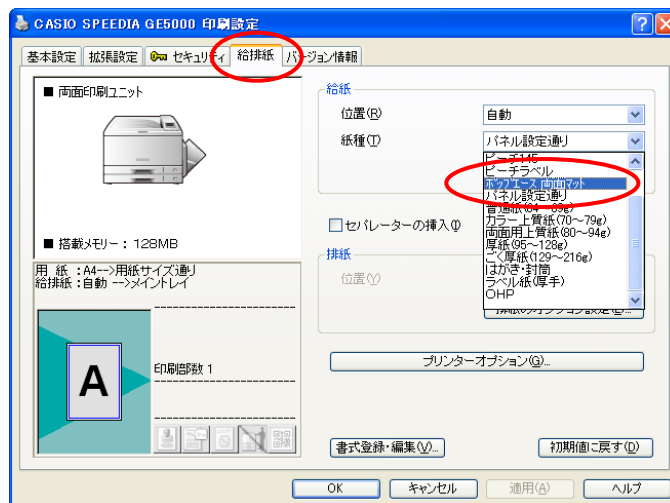 CASIO SPEEDIA GE5000 印刷設定
基本設定 拡張設定 セキュリティ 給排紙 バージョン情報
■ 両面印刷ユニット
給紙
位置(R) 自動
紙種(T) パネル設定通り
ピーチ145
ピーチラベル
ポップエース 両面マット
パネル設定通り
普通紙(64~69g)
カラー上質紙(70~79g)
両面用上質紙(80~94g)
厚紙(95~128g)
ごく厚紙(129~216g)
はがき・封筒
ラベル紙(厚手)
OHP
セパレーターの挿入(I)
■ 搭載メモリー : 128MB
排紙
位置(Y)
用 紙 : A4-->用紙サイズ通り
給排紙 : 自動 -->メイントレイ
A
印刷部数 1
プリンターオプション(G)...
書式登録・編集(V)... 初期値に戻す(D)
OK キャンセル 適用(A) ヘルプ